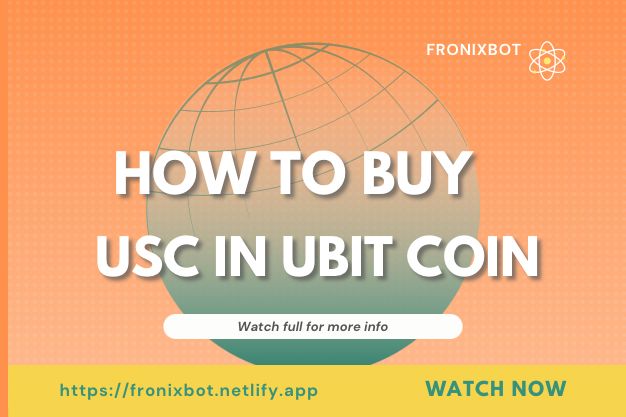 FRONIXBOT
HOW TO BUY
USC IN UBIT COIN
Watch full for more info
https://fronixbot.netlify.app
WATCH NOW